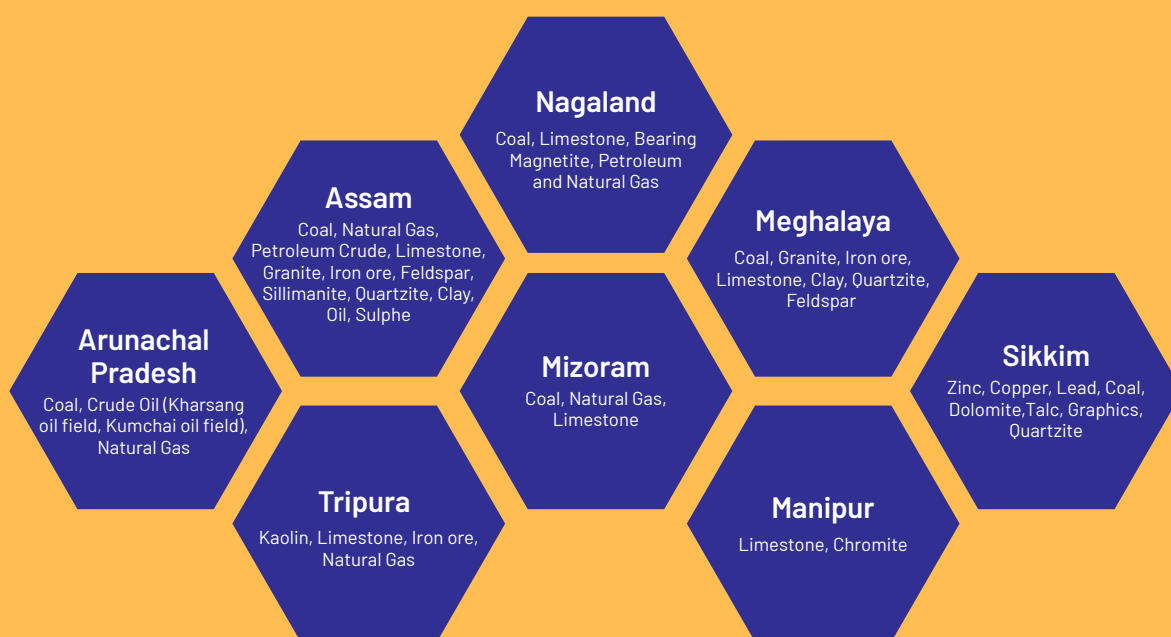 Nagaland
Coal, Limestone, Bearing
Magnetite, Petroleum
and Natural Gas
Assam
Coal, Natural Gas,
Petroleum Crude, Limestone,
Granite, Iron ore, Feldspar,
Sillimanite, Quartzite, Clay,
Oil, Sulphe
Meghalaya
Coal, Granite, Iron ore,
Limestone, Clay, Quartzite,
Feldspar
Arunachal
Pradesh
Coal, Crude Oil (Kharsang
oil field, Kumchai oil field),
Natural Gas
Mizoram
Coal, Natural Gas,
Limestone
Sikkim
Zinc, Copper, Lead, Coal,
Dolomite,Talc, Graphics,
Quartzite
Tripura
Kaolin, Limestone, Iron ore,
Natural Gas
Manipur
Limestone, Chromite